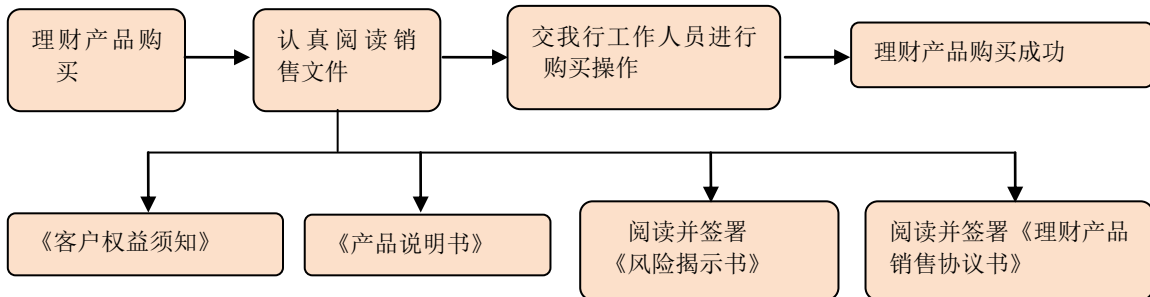 理财产品购
买
认真阅读销
售文件
交我行工作人员进行
购买操作
理财产品购买成功
《客户权益须知》
《产品说明书》
阅读并签署
《风险揭示书》
阅读并签署《理财产品
销售协议书》